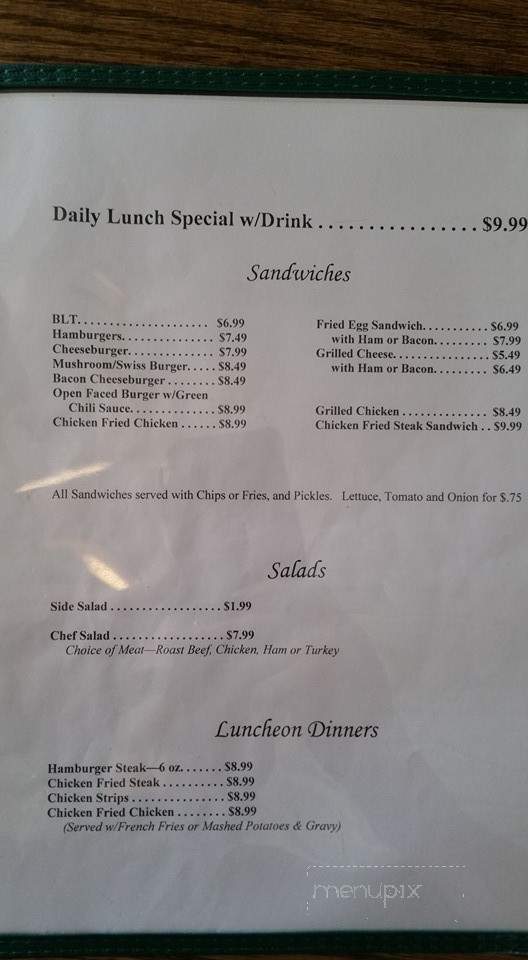 Daily Lunch Special w/Drink . . . . . . . . . . . . . . . . $9.99
Sandwiches
BLT. . . . . . . . . . . . . . . . . . . . $6.99
Hamburgers. . . . . . . . . . . . . . $7.49
Cheeseburger. . . . . . . . . . . . . $7.99
Mushroom/Swiss Burger. . . . . $8.49
Bacon Cheeseburger . . . . . . . . $8.49
Open Faced Burger w/Green
Chili Sauce. . . . . . . . . . . . . $8.99
Chicken Fried Chicken . . . . . . $8.99
Fried Egg Sandwich. . . . . . . . . . $6.99
with Ham or Bacon. . . . . . . . . $7.99
Grilled Cheese. . . . . . . . . . . . . . . $5.49
with Ham or Bacon. . . . . . . . . $6.49
Grilled Chicken . . . . . . . . . . . . . $8.49
Chicken Fried Steak Sandwich . . $9.99
All Sandwiches served with Chips or Fries, and Pickles. Lettuce, Tomato and Onion for $.75
Salads
Side Salad . . . . . . . . . . . . . . . . . . $1.99
Chef Salad . . . . . . . . . . . . . . . . . . $7.99
Choice of Meat—Roast Beef, Chicken, Ham or Turkey
Luncheon Dinners
Hamburger Steak—6 oz. . . . . . . $8.99
Chicken Fried Steak . . . . . . . . . . $8.99
Chicken Strips . . . . . . . . . . . . . . . $8.99
Chicken Fried Chicken . . . . . . . . $8.99
(Served w/French Fries or Mashed Potatoes & Gravy)
menupix